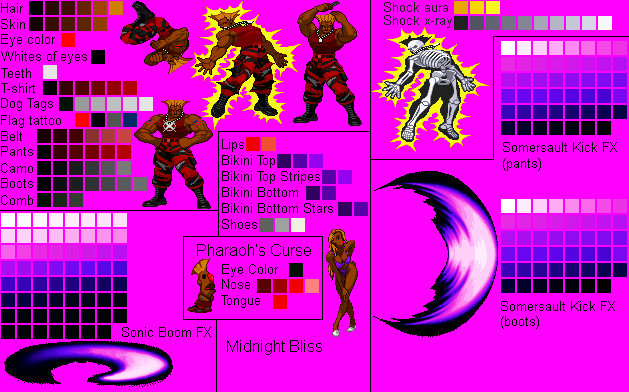 Hair
Skin
Eye color
Whites of eyes
Teeth
T-shirt
Dog Tags
Flag tattoo
Belt
Pants
Camo
Boots
Comb
Shock aura
Shock x-ray
Somersault Kick FX
(pants)
Lips
Bikini Top
Bikini Top Stripes
Bikini Bottom
Bikini Bottom Stars
Shoes
Pharaoh's Curse
Eye Color
Nose
Tongue
Midnight Bliss
Sonic Boom FX
Somersault Kick FX
(boots)